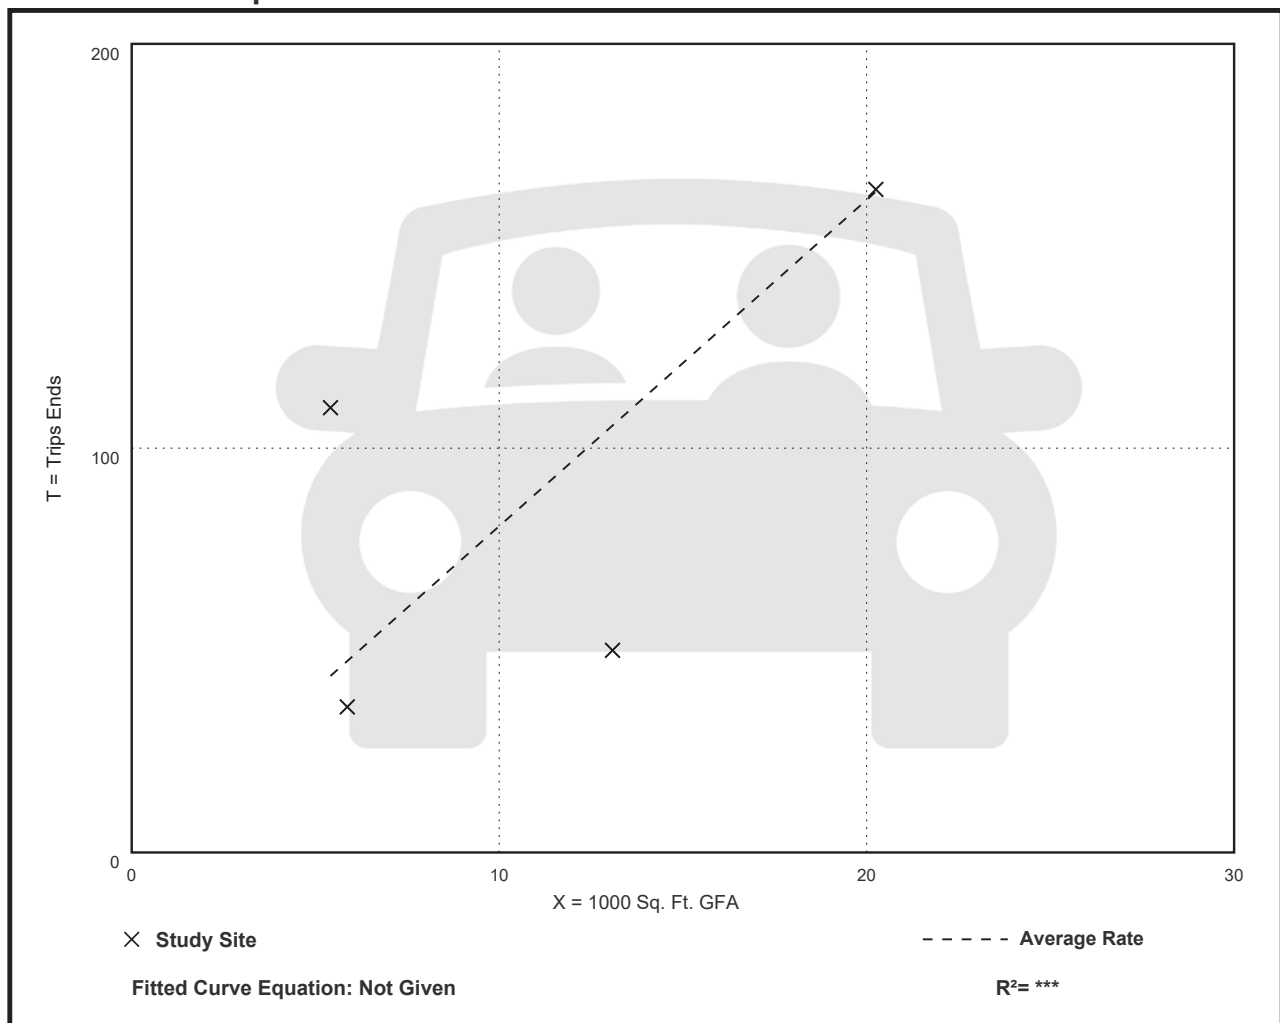 200
100
0
T = Trips Ends
0 10 20 30
X = 1000 Sq. Ft. GFA
Study Site
Average Rate
Fitted Curve Equation: Not Given
R²= ***